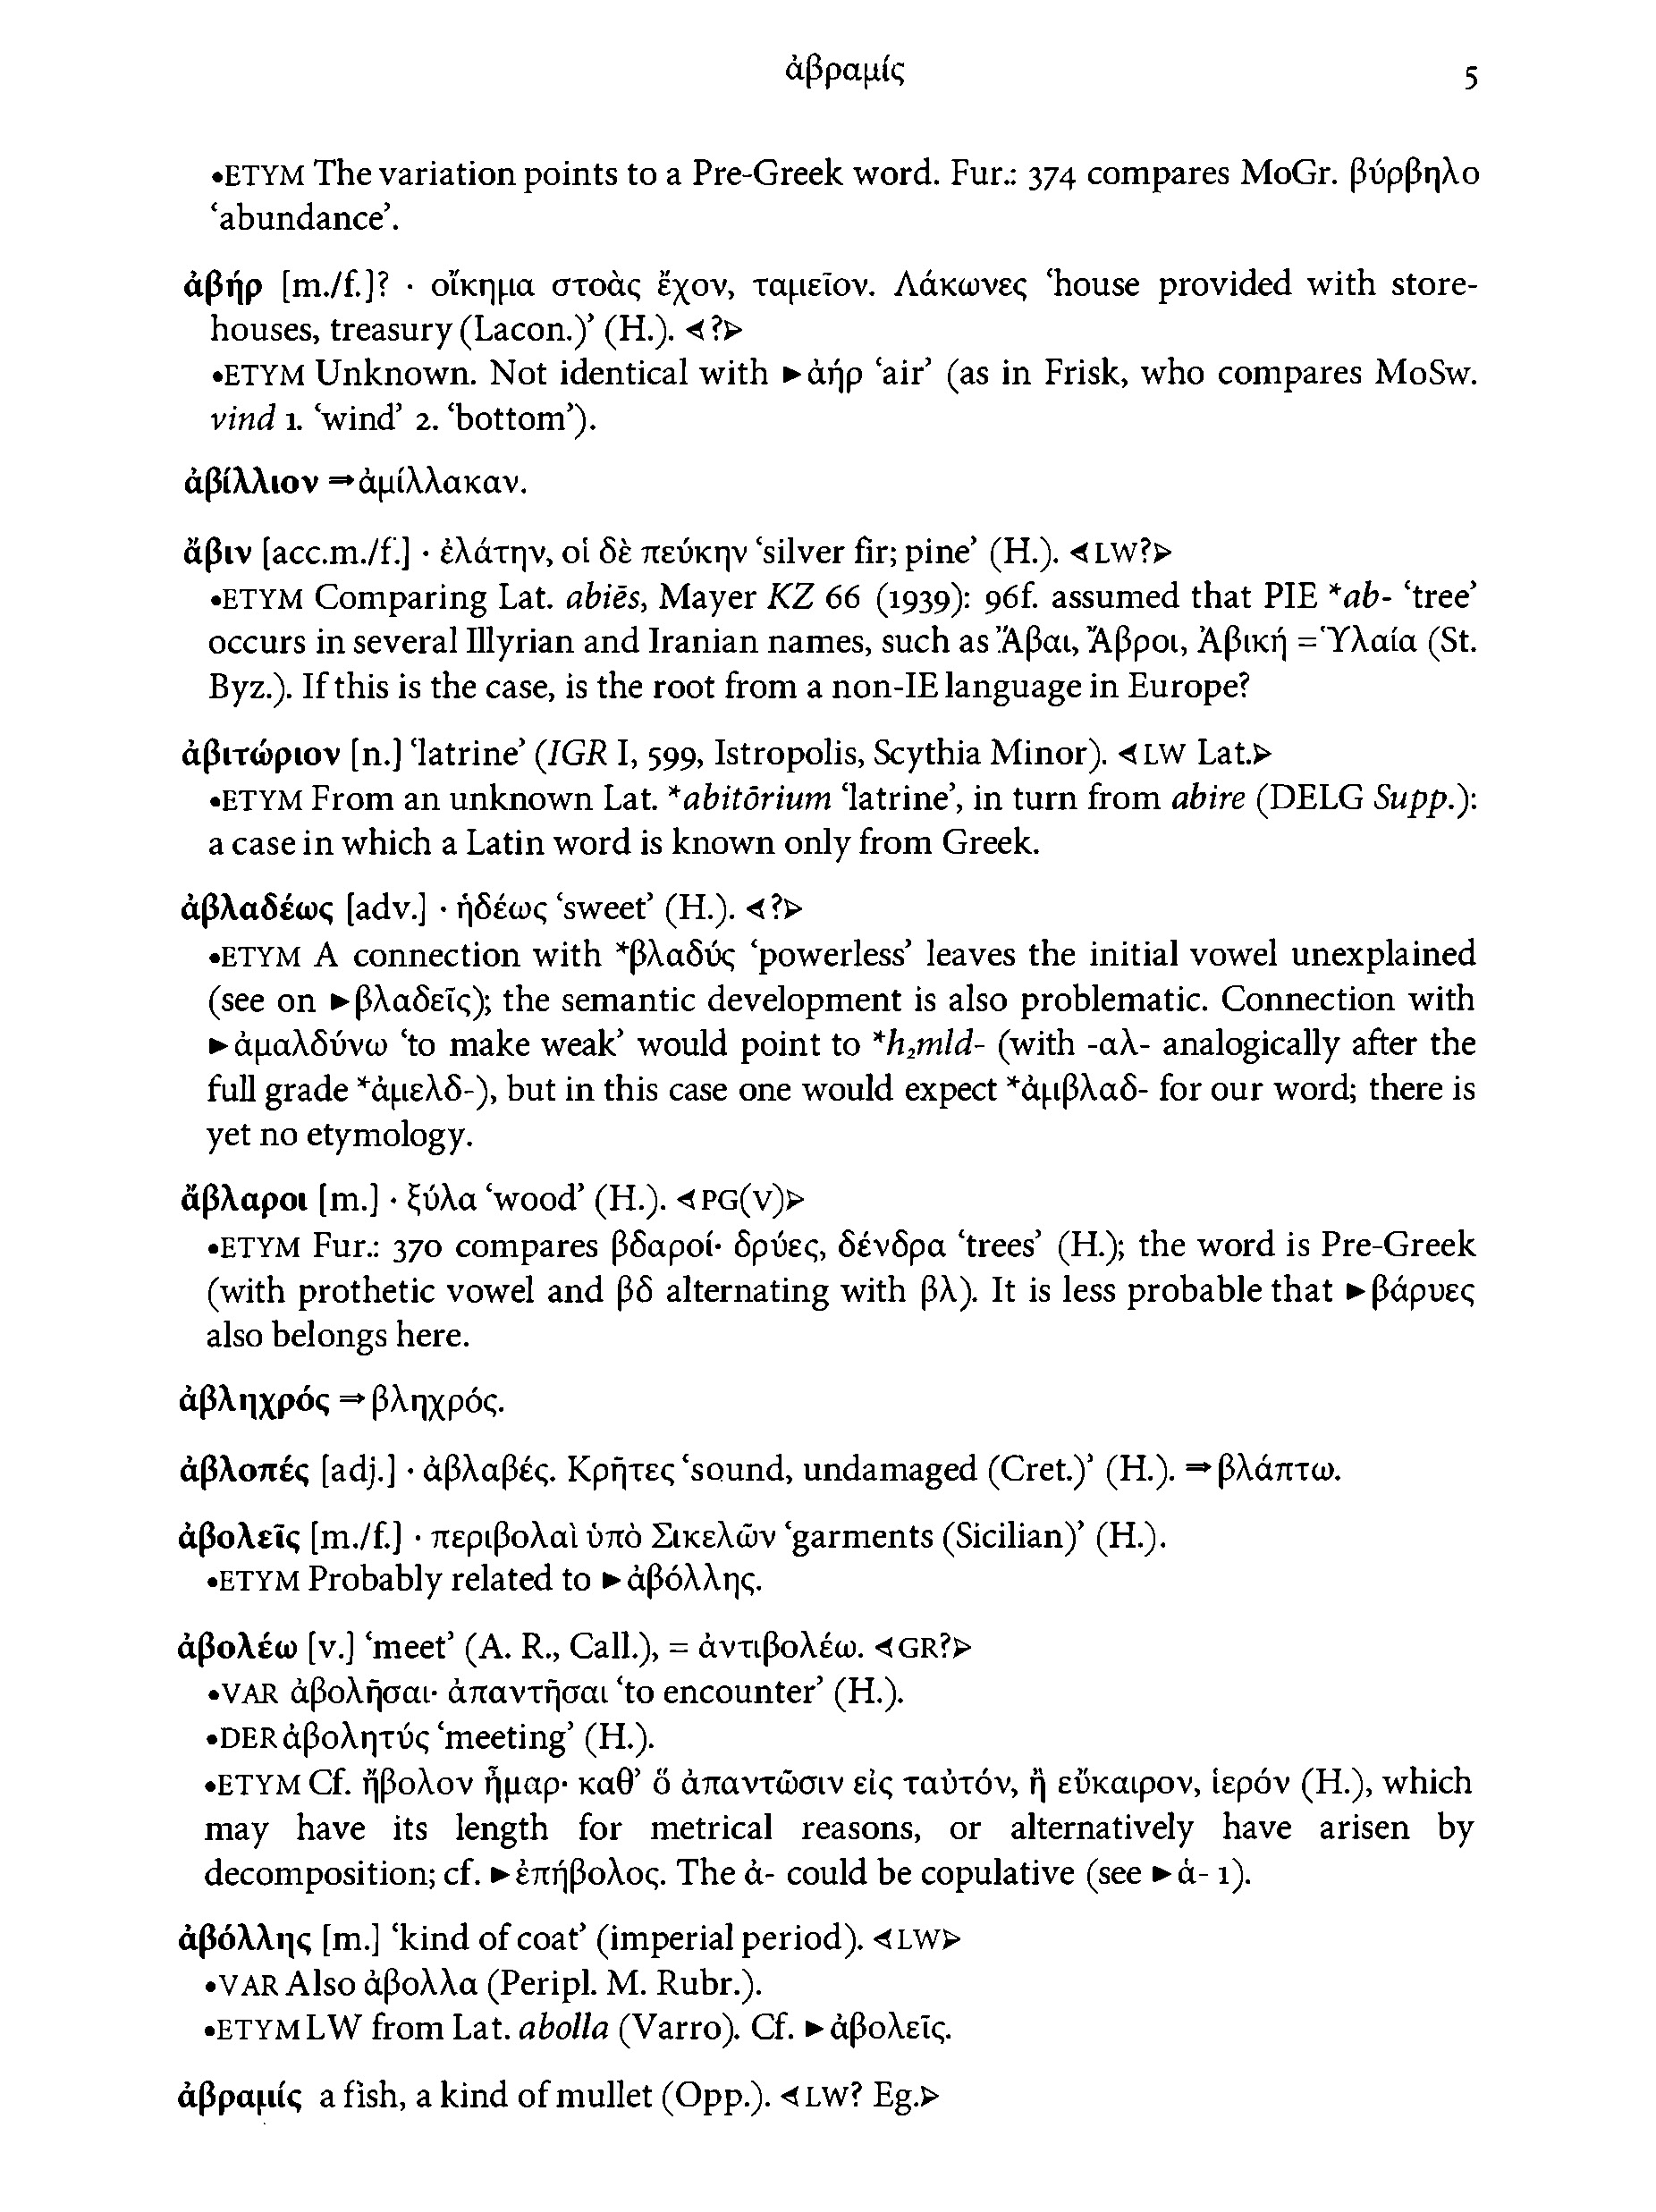 ἀβραμίς 5
•ETYM The variation points to a Pre-Greek word. Fur.: 374 compares MoGr. βύρβηλο
‘abundance’.
ἀβήρ [m./f.]? · οἴκημα στοὰς ἔχον, ταμεῖον. Λάκωνες ‘house provided with store-
houses, treasury (Lacon.)’ (H.). ⊲?⊳
•ETYM Unknown. Not identical with ►ἀήρ ‘air’ (as in Frisk, who compares MoSw.
vind 1. ‘wind’ 2. ‘bottom’).
ἀβίλλιον ⇒ἀμίλλακαν.
ἄβιν [acc.m./f.] · ἐλάτην, οἱ δὲ πεύκην ‘silver fir; pine’ (H.). ⊲LW?⊳
•ETYM Comparing Lat. abiēs, Mayer KZ 66 (1939): 96f. assumed that PIE *ab- ‘tree’
occurs in several Illyrian and Iranian names, such as Ἄβαι, Ἄβροι, Ἀβική = Ὑλαία (St.
Byz.). If this is the case, is the root from a non-IE language in Europe?
ἀβιτώριον [n.] ‘latrine’ (IGR I, 599, Istropolis, Scythia Minor). ⊲LW Lat.⊳
•ETYM From an unknown Lat. *abitōrium ‘latrine’, in turn from abire (DELG Supp.):
a case in which a Latin word is known only from Greek.
ἀβλαδέως [adv.] · ἡδέως ‘sweet’ (H.). ⊲?⊳
•ETYM A connection with *βλαδύς ‘powerless’ leaves the initial vowel unexplained
(see on ►βλαδεῖς); the semantic development is also problematic. Connection with
►ἀμαλδύνω ‘to make weak’ would point to *h₂mld- (with -αλ- analogically after the
full grade *ἀμελδ-), but in this case one would expect *ἀμβλαδ- for our word; there is
yet no etymology.
ἄβλαροι [m.] · ξύλα ‘wood’ (H.). ⊲PG(V)⊳
•ETYM Fur.: 370 compares βδαροί· δρύες, δένδρα ‘trees’ (H.); the word is Pre-Greek
(with prothetic vowel and βδ alternating with βλ). It is less probable that ►βάρυες
also belongs here.
ἀβληχρός ⇒βληχρός.
ἀβλοπές [adj.] · ἀβλαβές. Κρῆτες ‘sound, undamaged (Cret.)’ (H.). ⇒βλάπτω.
ἀβολεῖς [m./f.] · περιβολαὶ ὑπὸ Σικελῶν ‘garments (Sicilian)’ (H.).
•ETYM Probably related to ►ἀβόλλης.
ἀβολέω [v.] ‘meet’ (A. R., Call.), = ἀντιβολέω. ⊲GR?⊳
•VAR ἀβολῆσαι· ἀπαντῆσαι ‘to encounter’ (H.).
•DER ἀβολητύς ‘meeting’ (H.).
•ETYM Cf. ἤβολον ἦμαρ· καθ’ ὃ ἀπαντῶσιν εἰς ταὐτόν, ἢ εὔκαιρον, ἱερόν (H.), which
may have its length for metrical reasons, or alternatively have arisen by
decomposition; cf. ►ἐπήβολος. The ἀ- could be copulative (see ►ἀ- 1).
ἀβόλλης [m.] ‘kind of coat’ (imperial period). ⊲LW⊳
•VAR Also ἀβολλα (Peripl. M. Rubr.).
•ETYM LW from Lat. abolla (Varro). Cf. ►ἀβολεῖς.
ἀβραμίς a fish, a kind of mullet (Opp.). ⊲LW? Eg.⊳